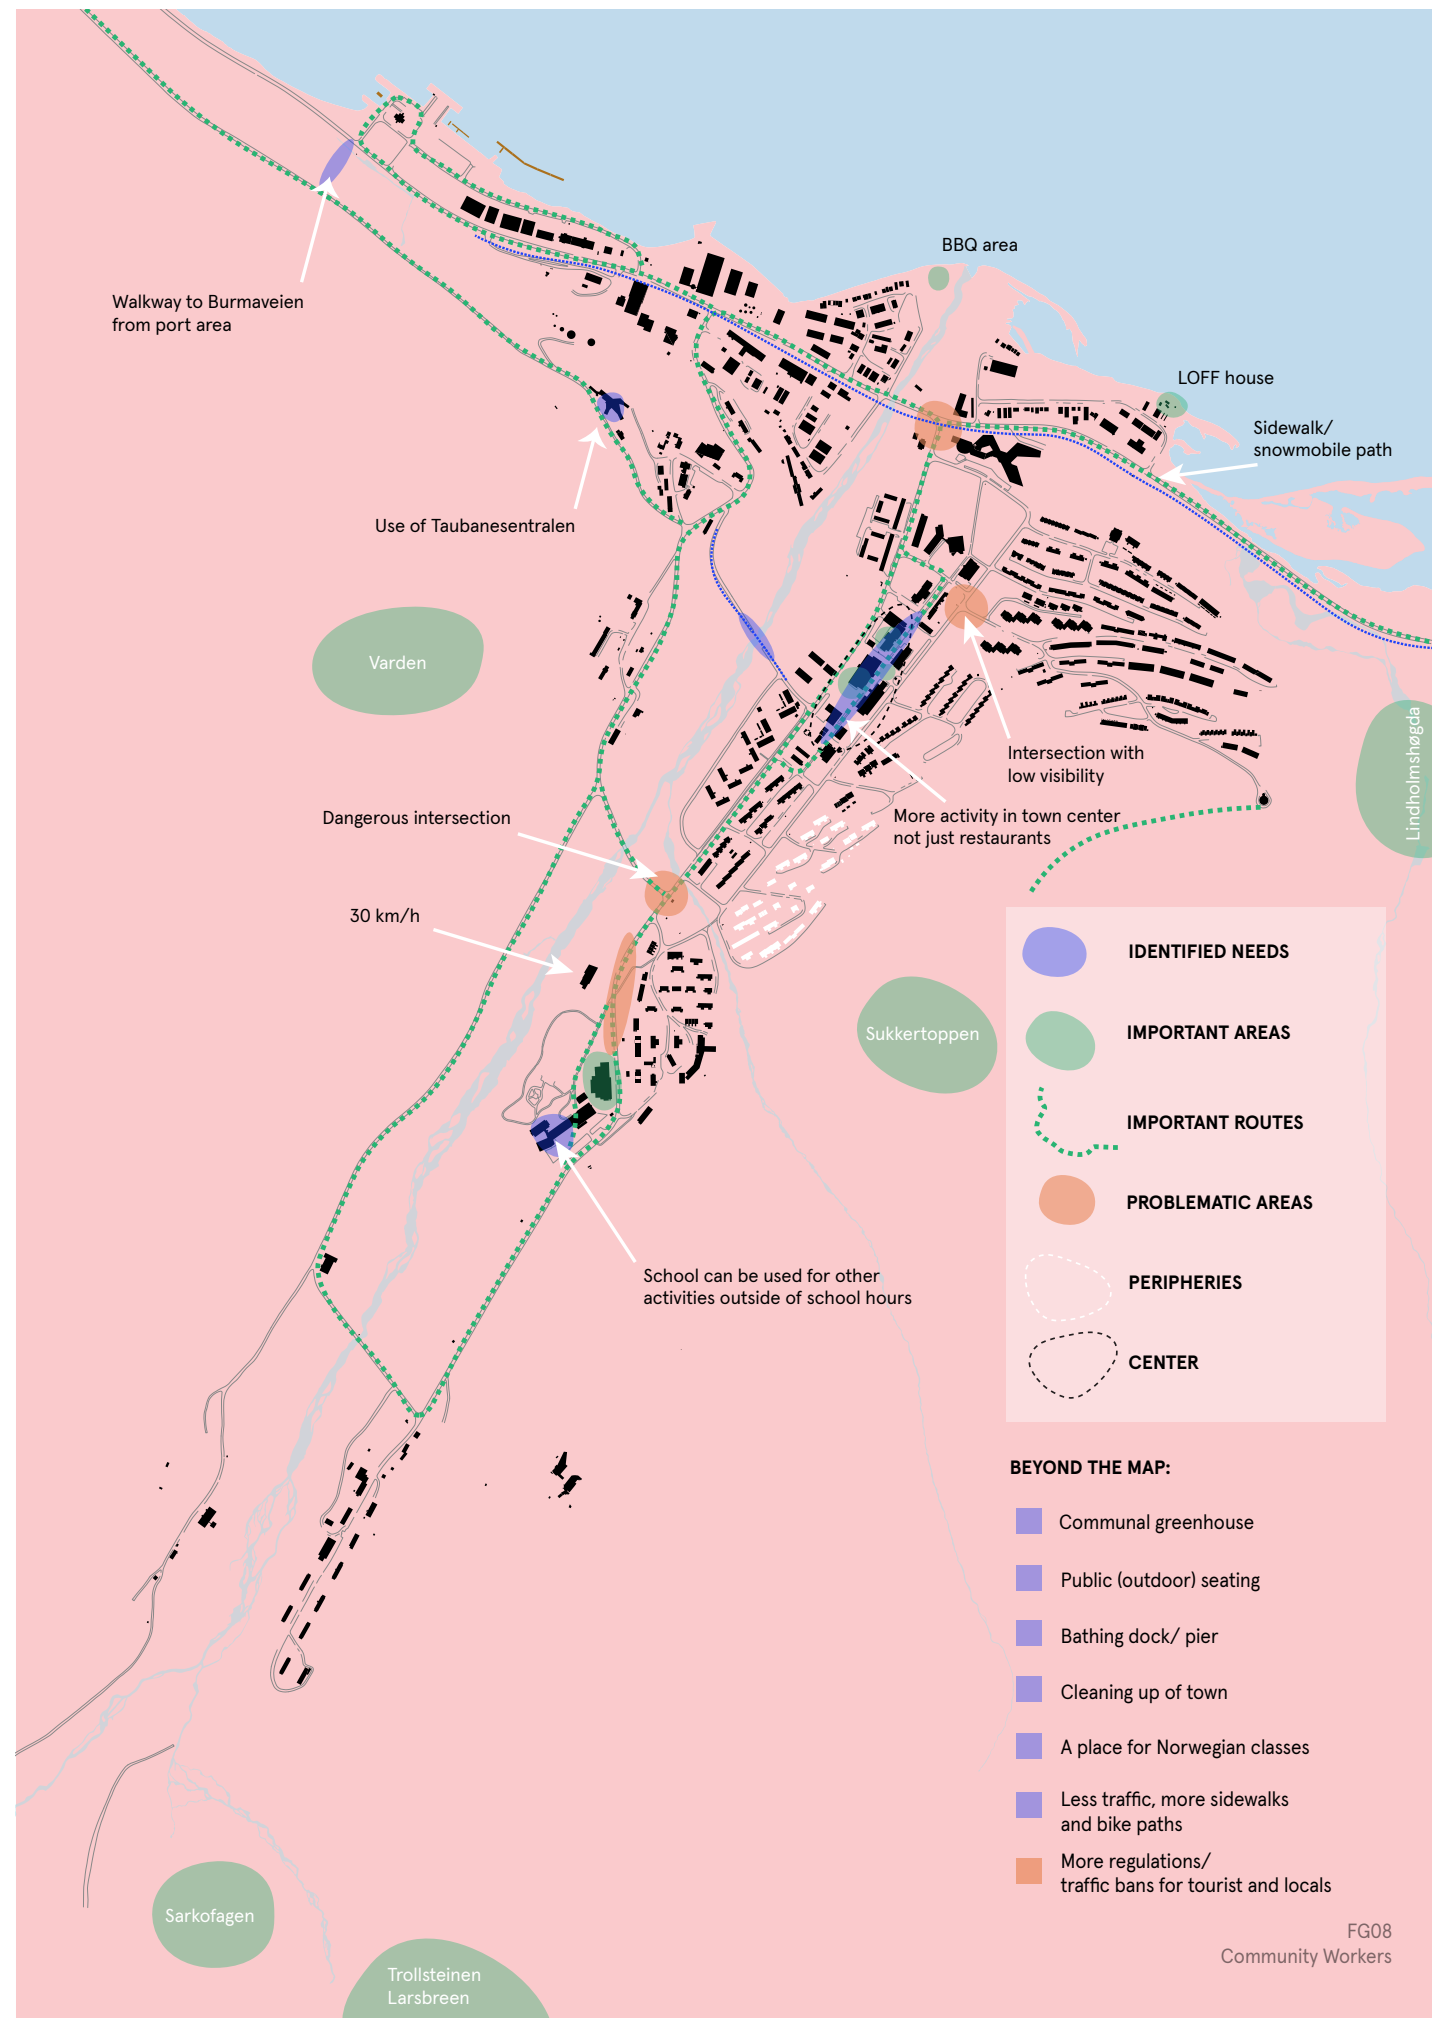 BBQ area
Walkway to Burmaveien
from port area
LOFF house
Sidewalk/
snowmobile path
Use of Taubanesentralen
Varden
Lindholmshøgda
Intersection with
low visibility
More activity in town center
not just restaurants
Dangerous intersection
30 km/h
Sukkertoppen
School can be used for other
activities outside of school hours
IDENTIFIED NEEDS
IMPORTANT AREAS
IMPORTANT ROUTES
PROBLEMATIC AREAS
PERIPHERIES
CENTER
BEYOND THE MAP:
Communal greenhouse
Public (outdoor) seating
Bathing dock/ pier
Cleaning up of town
A place for Norwegian classes
Less traffic, more sidewalks
and bike paths
More regulations/
traffic bans for tourist and locals
Sarkofagen
Trollsteinen
Larsbreen
FG08
Community Workers